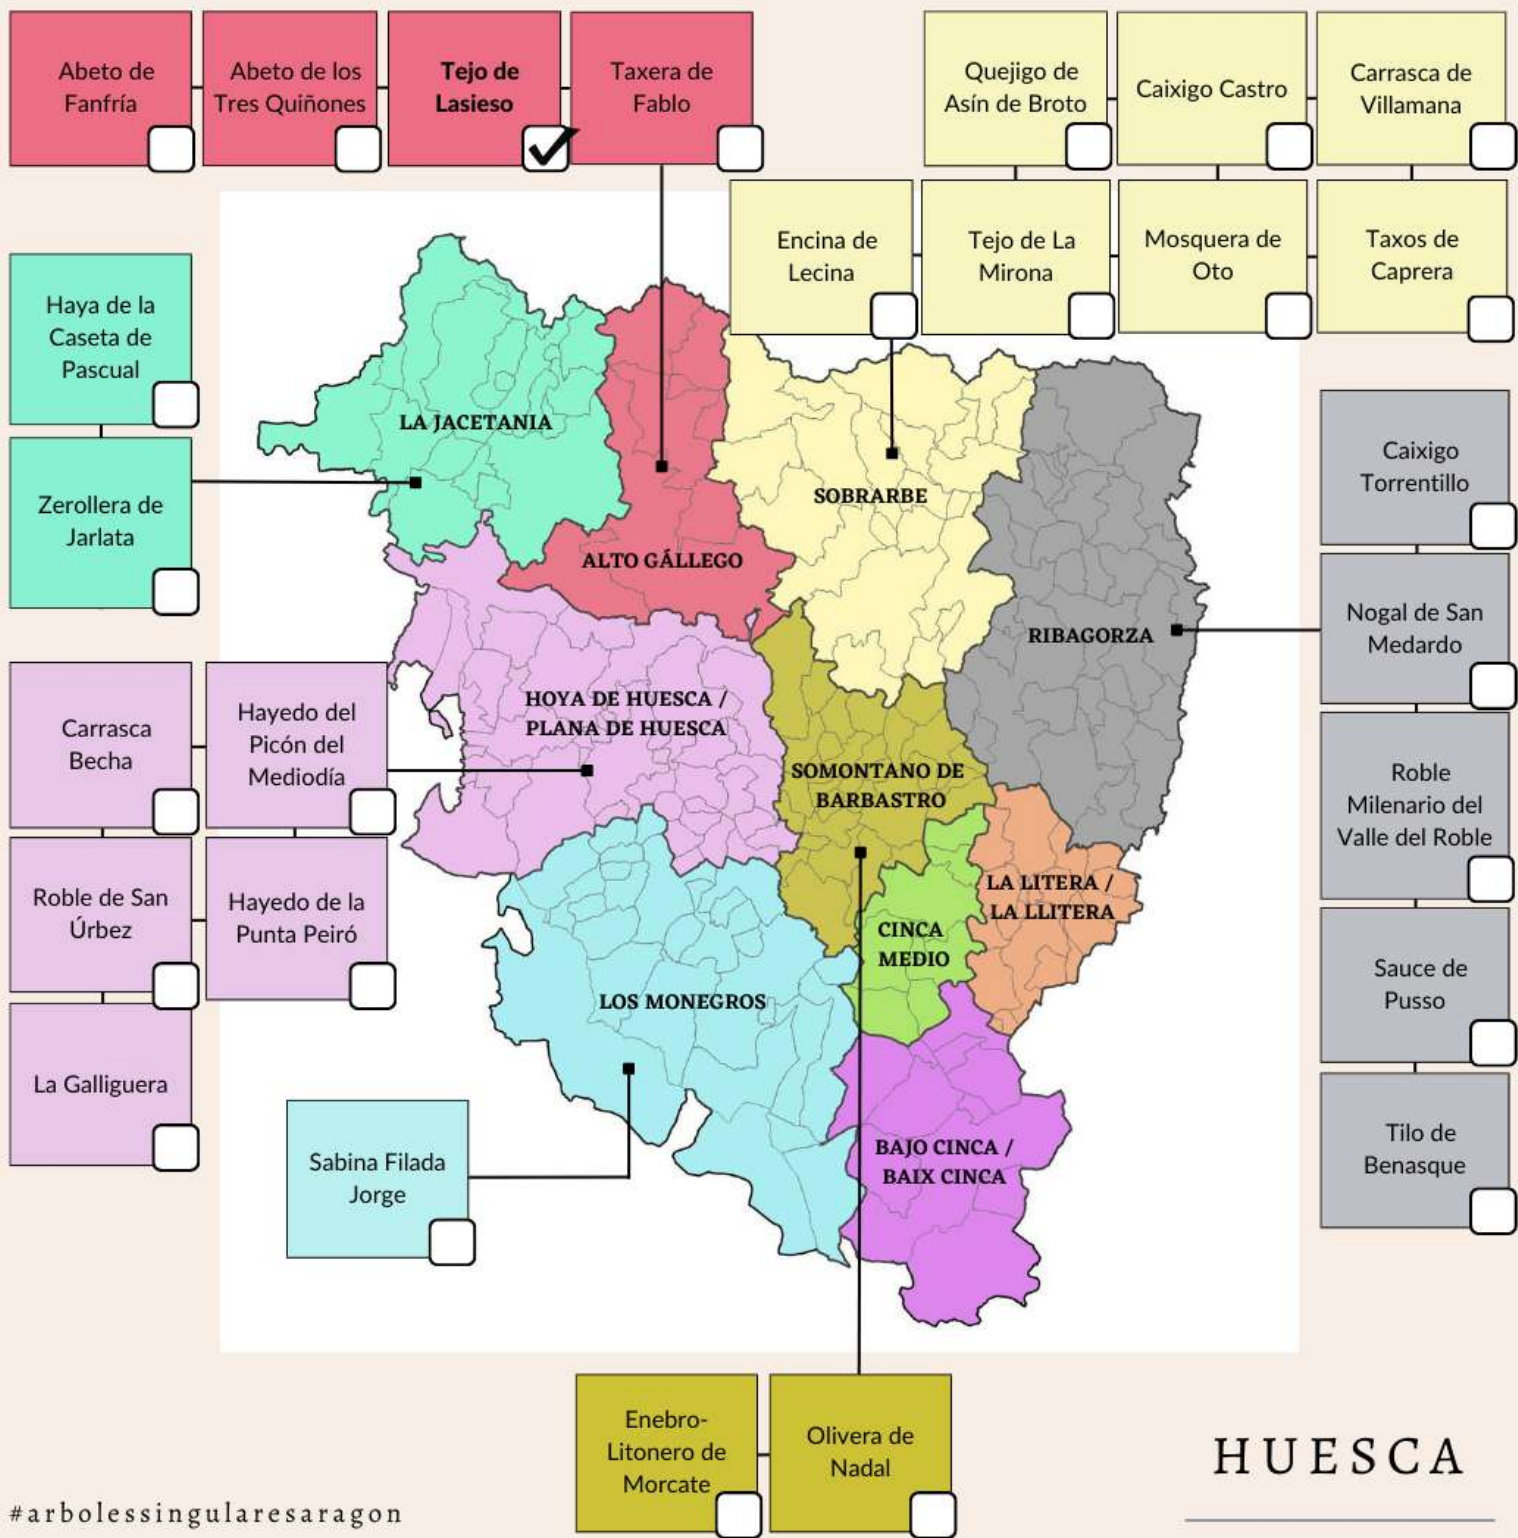 Abeto de
Fanfría
Abeto de los
Tres Quiñones
Tejo de
Lasieso
Taxera de
Fablo
Quejigo de
Asín de Broto
Caixigo Castro
Carrasca de
Villamana
Encina de
Lecina
Tejo de La
Mirona
Mosquera de
Oto
Taxos de
Caprera
Haya de la
Caseta de
Pascual
Zerollera de
Jarlata
LA JACETANIA
ALTO GÁLLEGO
SOBRARBE
RIBAGORZA
HOYA DE HUESCA /
PLANA DE HUESCA
SOMONTANO DE
BARBASTRO
LA LITERA /
LA LLITERA
CINCA
MEDIO
LOS MONEGROS
BAJO CINCA /
BAIX CINCA
Caixigo
Torrentillo
Nogal de San
Medardo
Roble
Milenario del
Valle del Roble
Sauce de
Pusso
Tilo de
Benasque
Carrasca
Becha
Hayedo del
Picón del
Mediodía
Roble de San
Úrbez
Hayedo de la
Punta Peiró
La Galliguera
Sabina Filada
Jorge
Enebro-
Litonero de
Morcate
Olivera de
Nadal
HUESCA
#arbolessingularesaragon